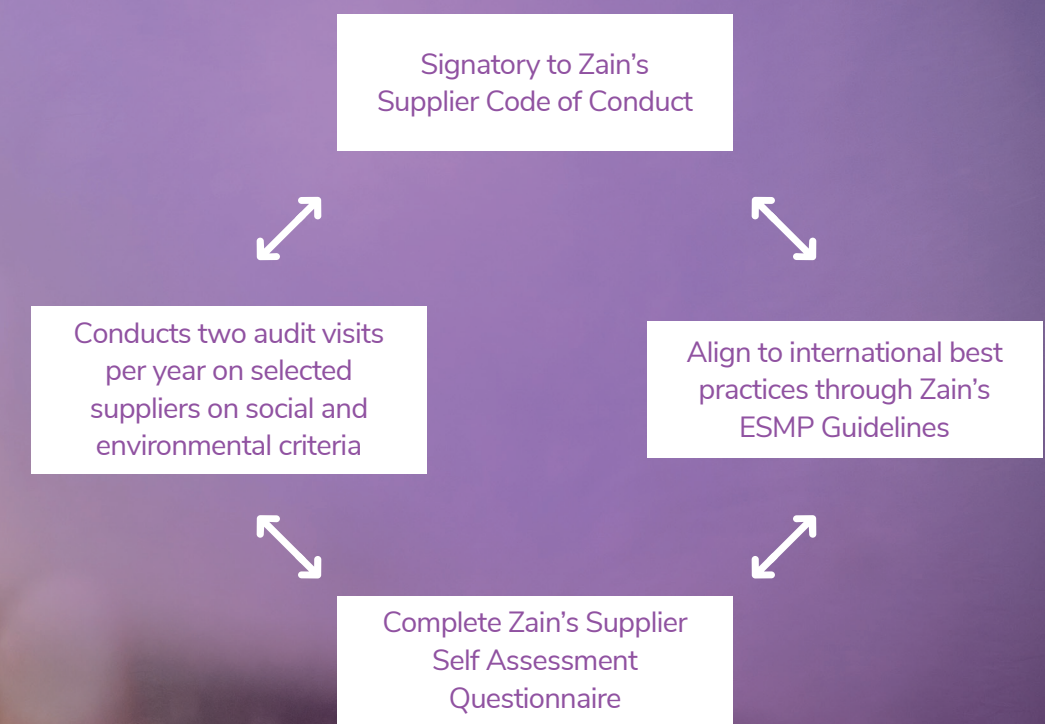 Signatory to Zain’s
Supplier Code of Conduct
Conducts two audit visits
per year on selected
suppliers on social and
environmental criteria
Align to international best
practices through Zain’s
ESMP Guidelines
Complete Zain’s Supplier
Self Assessment
Questionnaire